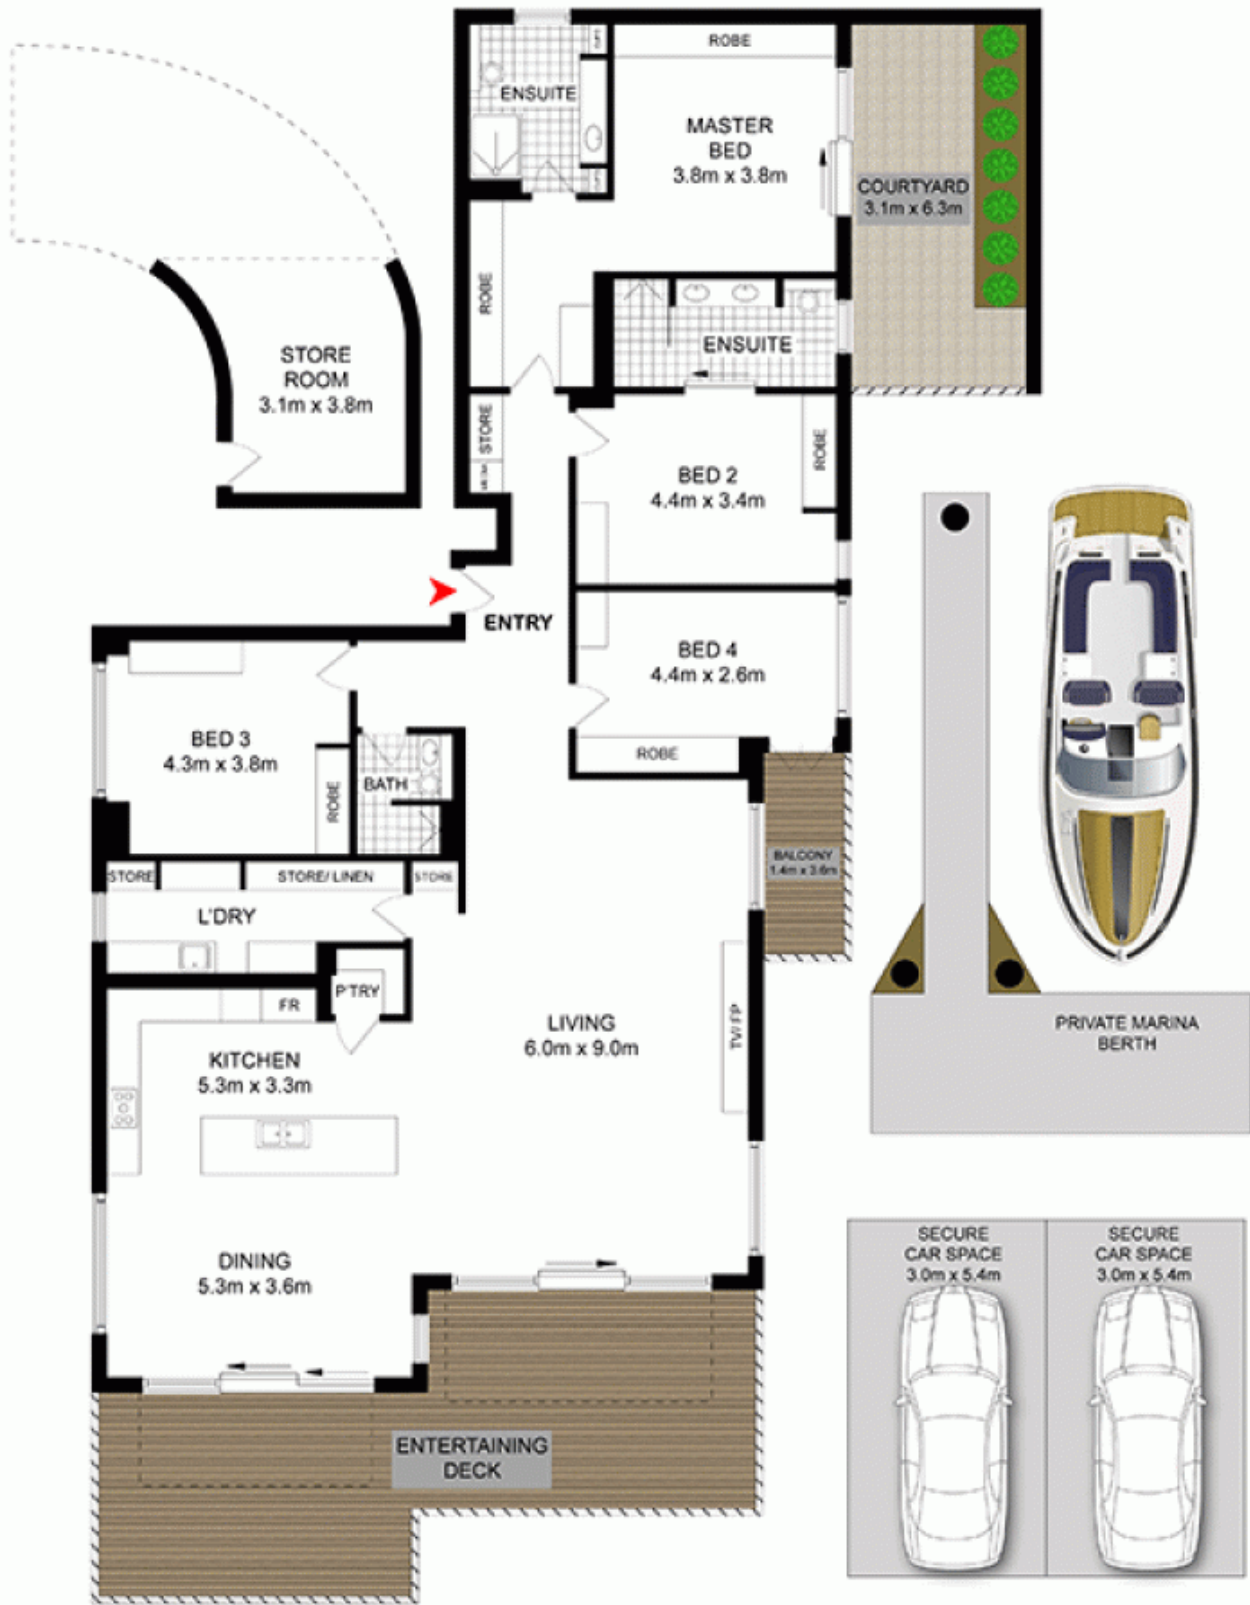 ROBE
ENSUITE
MASTER
BED
3.8m x 3.8m
COURTYARD
3.1m x 6.3m
ROBE
STORE
ROOM
3.1m x 3.8m
ENSUITE
STORE
ROBE
BED 2
4.4m x 3.4m
ENTRY
BED 4
4.4m x 2.6m
ROBE
BED 3
4.3m x 3.8m
ROBE
BATH
BALCONY
1.4m x 3.6m
STORE
STORE/ LINEN
STORE
L'DRY
FR
P'TRY
LIVING
6.0m x 9.0m
TV/ FP
KITCHEN
5.3m x 3.3m
PRIVATE MARINA
BERTH
DINING
5.3m x 3.6m
SECURE
CAR SPACE
3.0m x 5.4m
SECURE
CAR SPACE
3.0m x 5.4m
ENTERTAINING
DECK